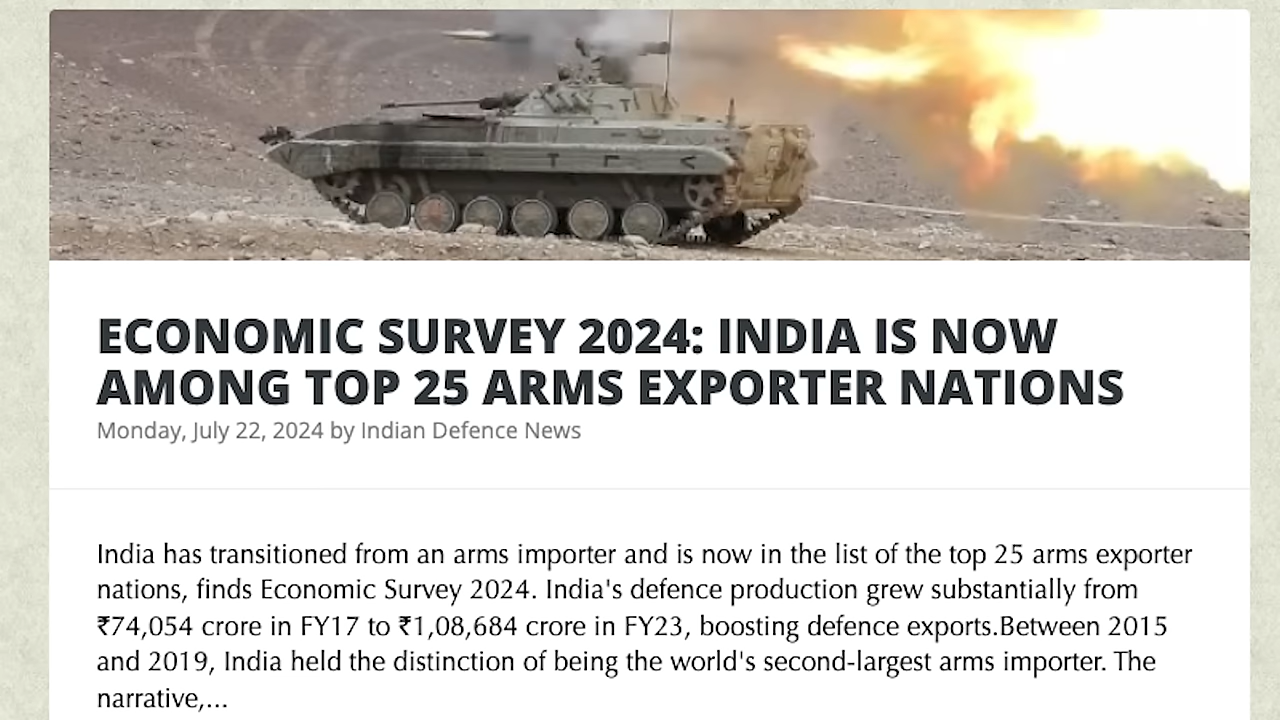 ECONOMIC SURVEY 2024: INDIA IS NOW
AMONG TOP 25 ARMS EXPORTER NATIONS
Monday, July 22, 2024 by Indian Defence News
India has transitioned from an arms importer and is now in the list of the top 25 arms exporter
nations, finds Economic Survey 2024. India's defence production grew substantially from
₹74,054 crore in FY17 to ₹1,08,684 crore in FY23, boosting defence exports.Between 2015
and 2019, India held the distinction of being the world's second-largest arms importer. The
narrative,...